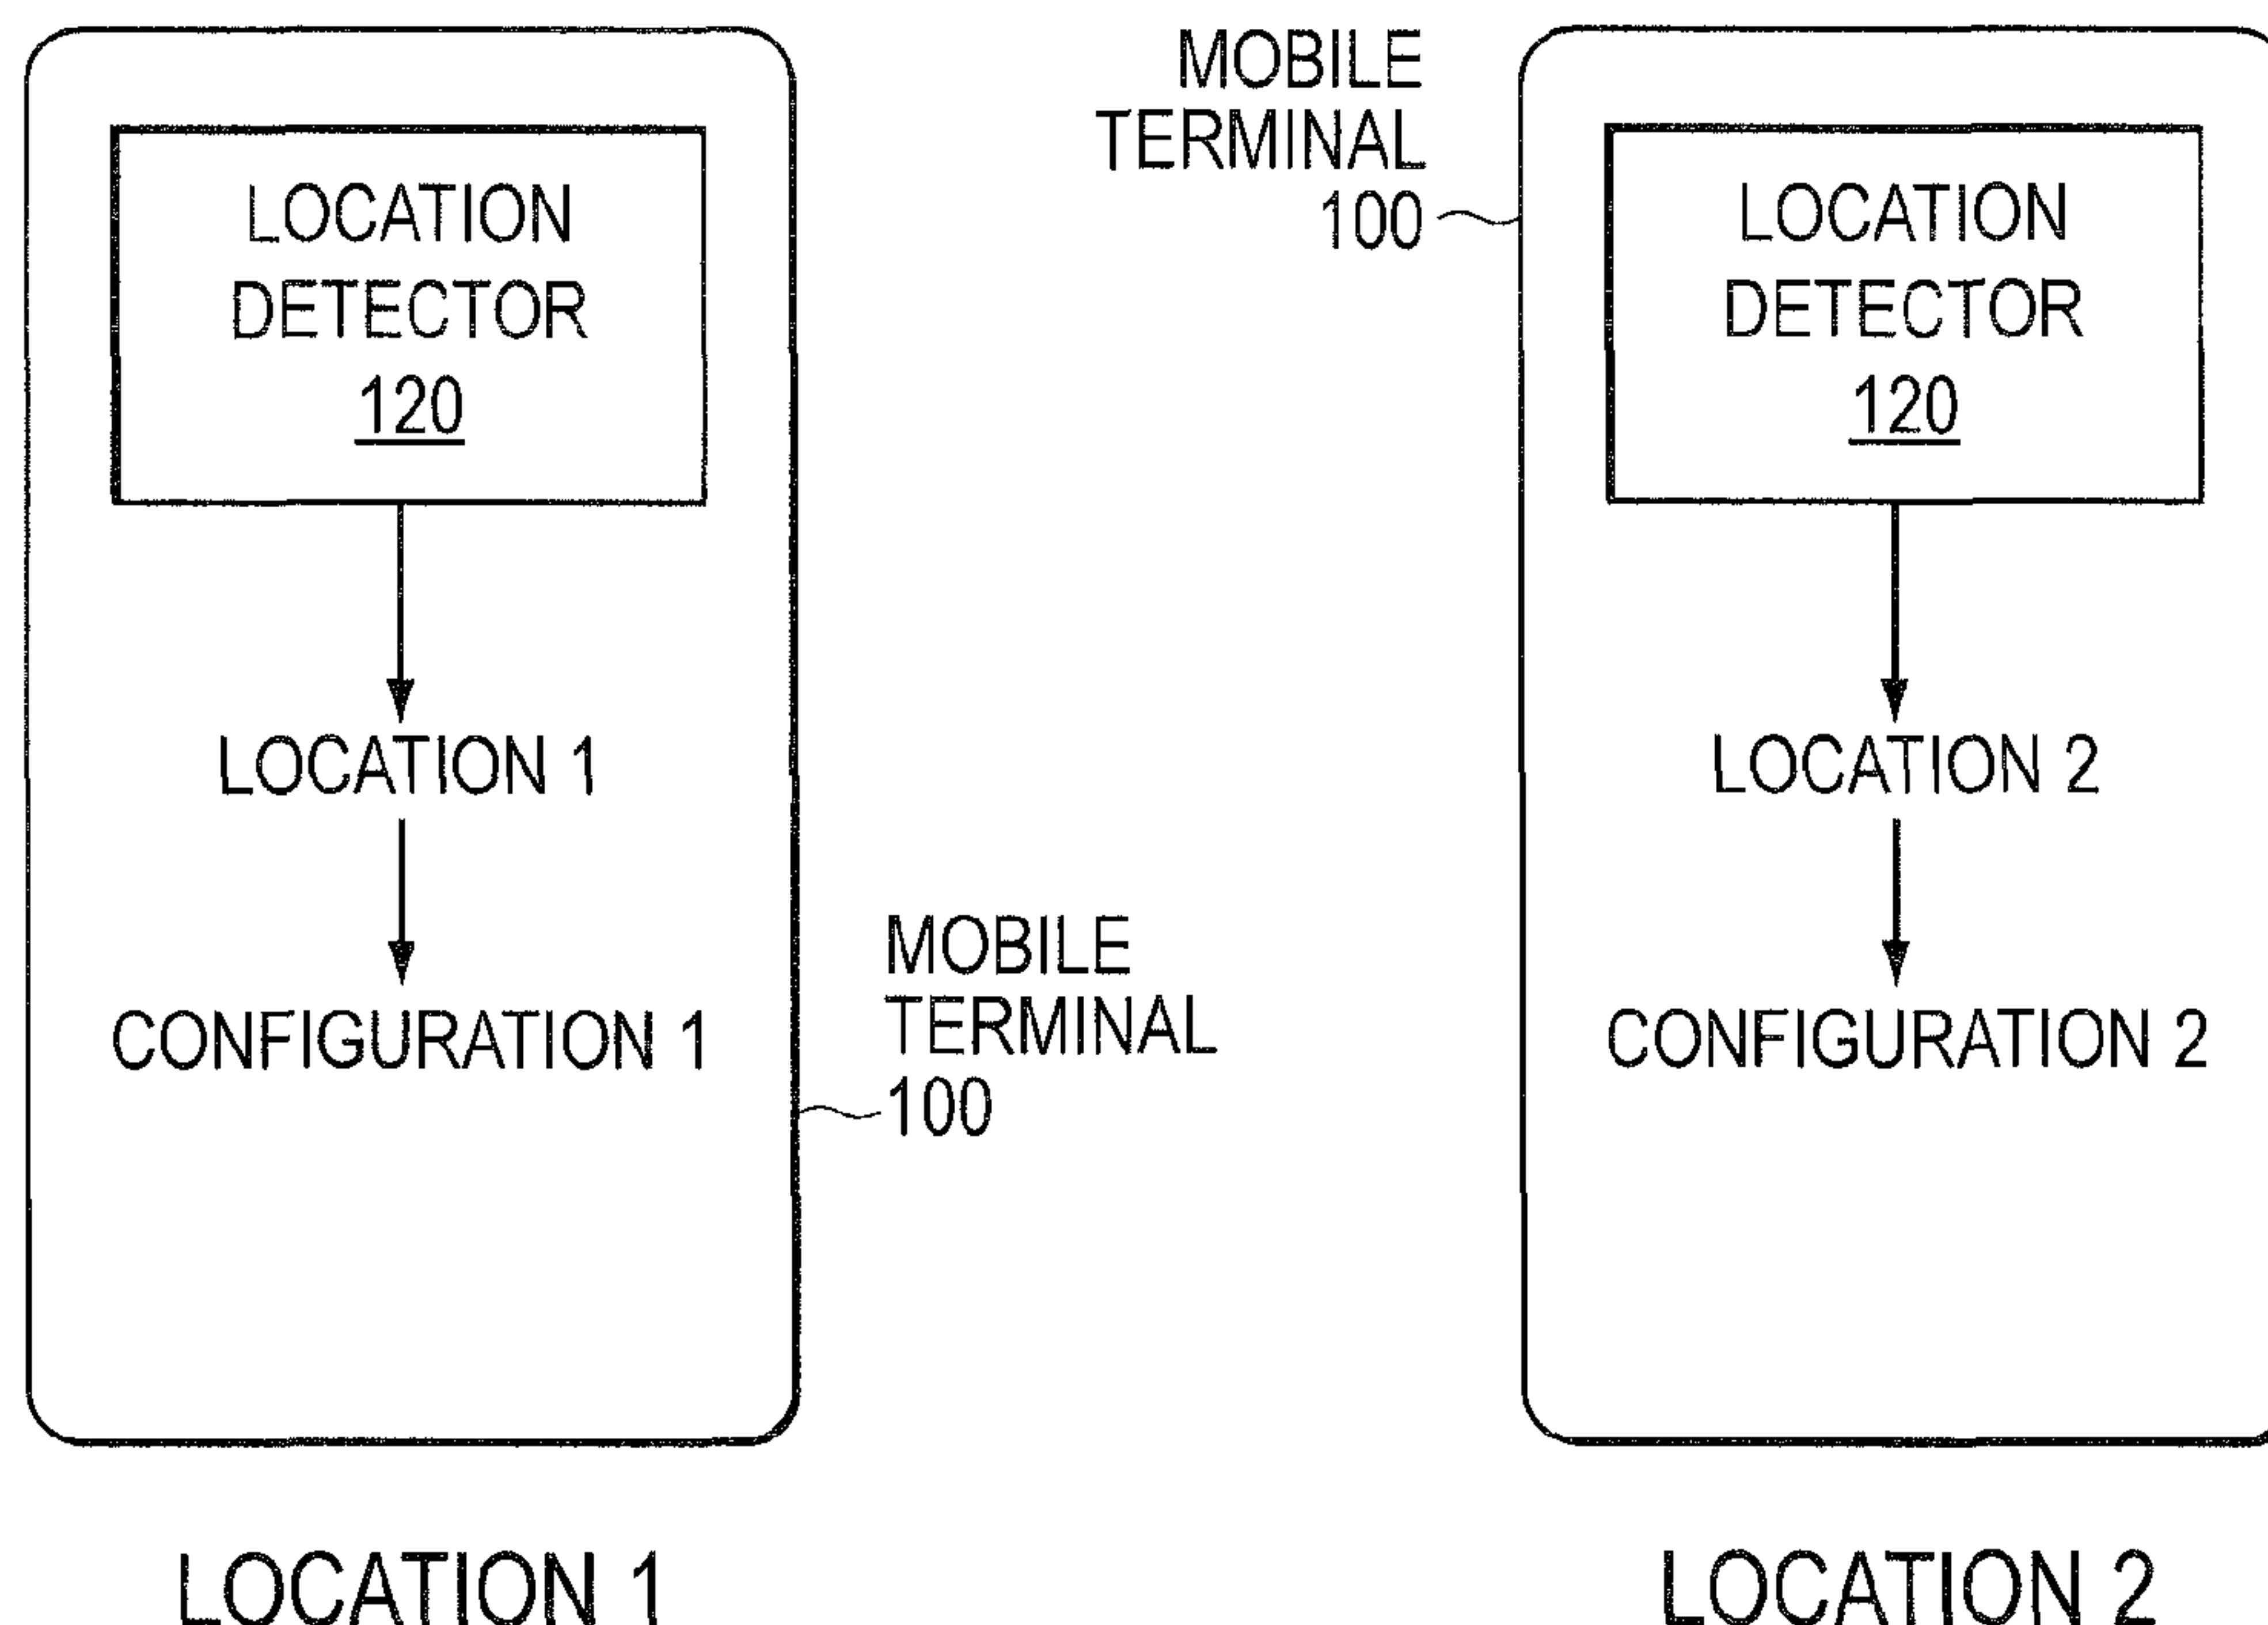 LOCATION
DETECTOR
120
LOCATION 1
CONFIGURATION 1
MOBILE
TERMINAL
100
LOCATION 1
MOBILE
TERMINAL
100
LOCATION
DETECTOR
120
LOCATION 2
CONFIGURATION 2
LOCATION 2